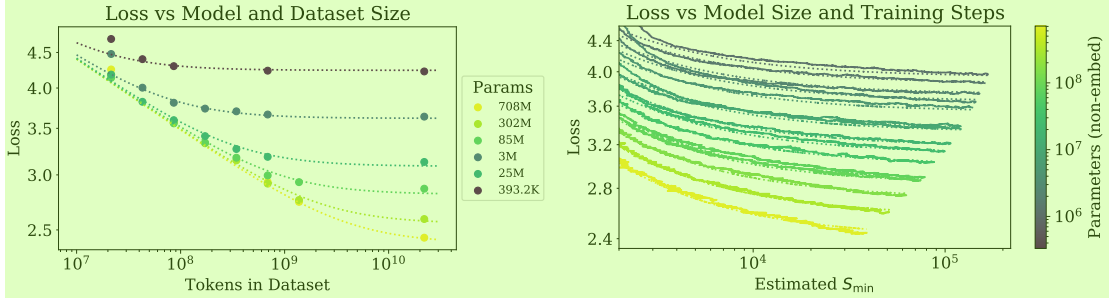 Loss vs Model and Dataset Size
4.5
4.0
3.5
3.0
2.5
Loss
10^7
10^8
10^9
10^10
Tokens in Dataset
Params
708M
302M
85M
3M
25M
393.2K
Loss vs Model Size and Training Steps
4.4
4.0
3.6
3.2
2.8
2.4
Loss
10^4
10^5
Estimated S_min
10^8
10^7
10^6
Parameters (non-embed)